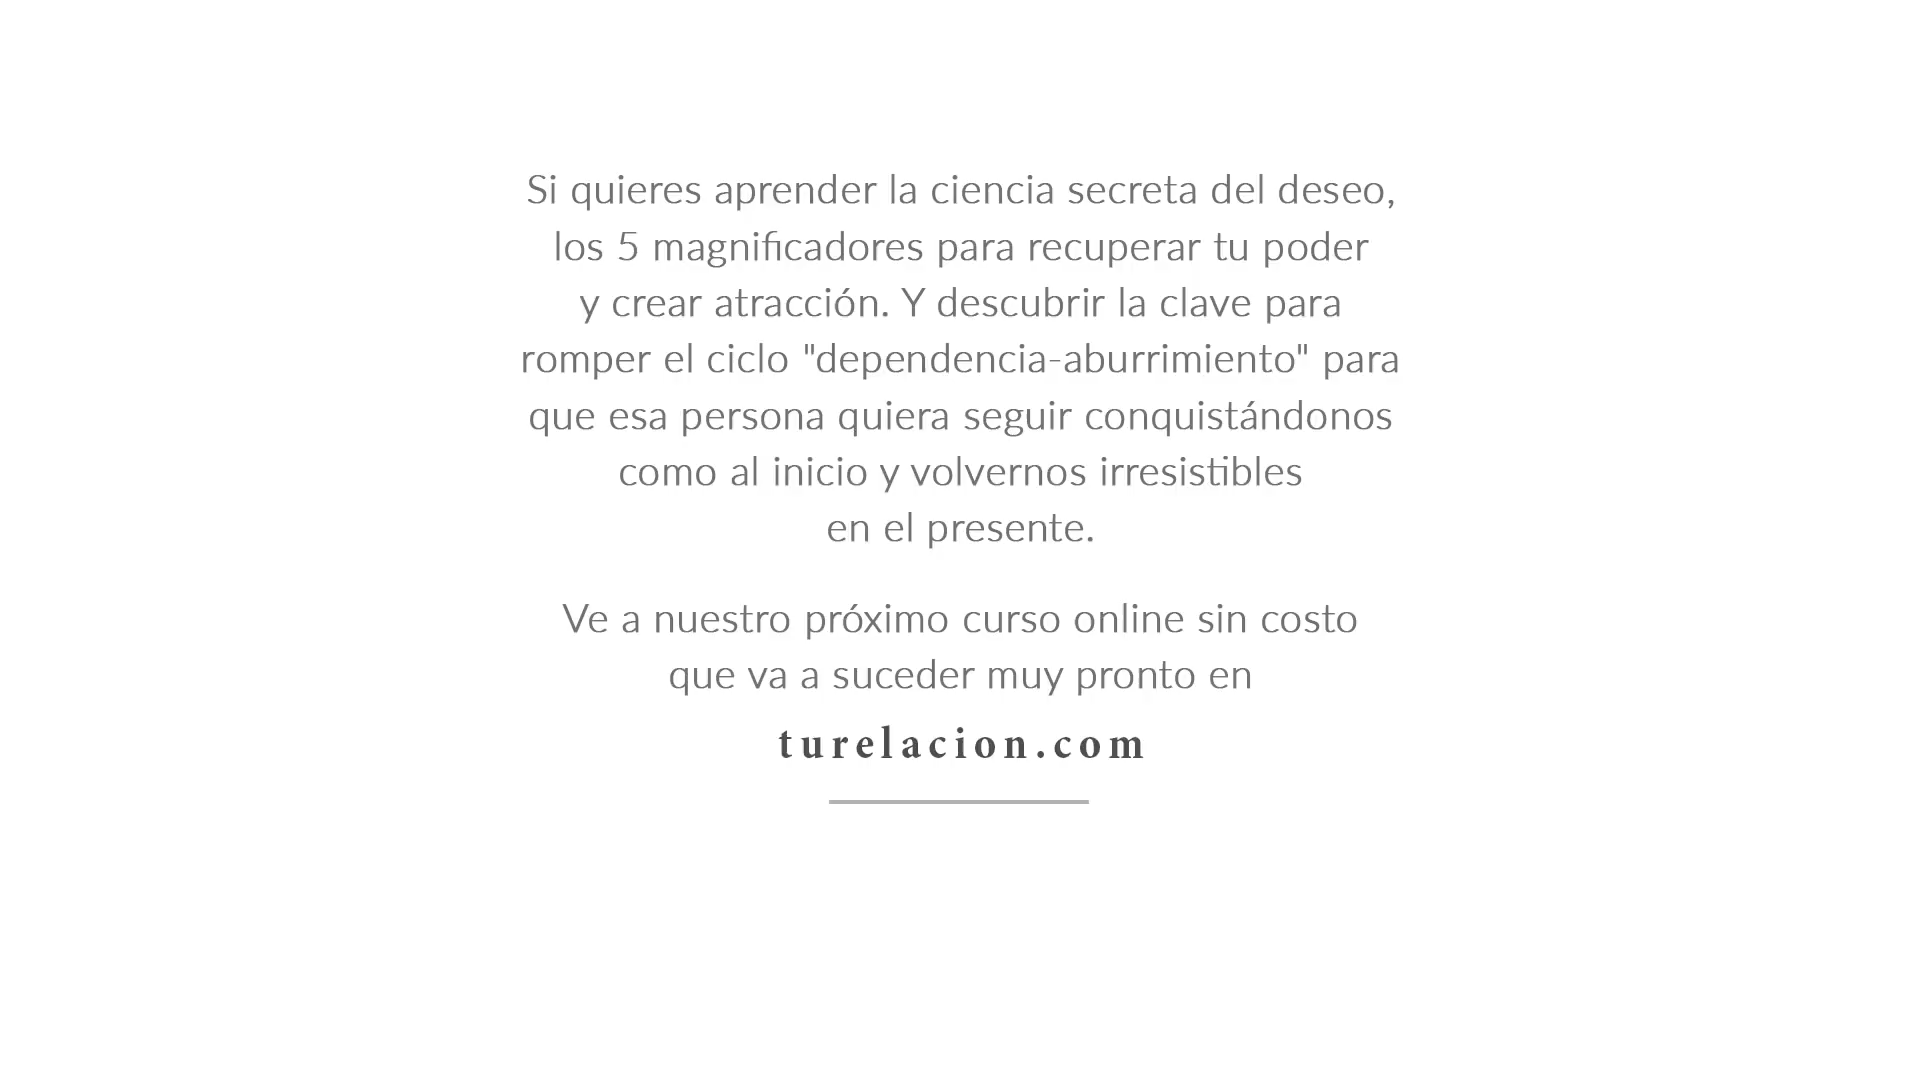 Si quieres aprender la ciencia secreta del deseo,
los 5 magnificadores para recuperar tu poder
y crear atracción. Y descubrir la clave para
romper el ciclo "dependencia-aburrimiento" para
que esa persona quiera seguir conquistándonos
como al inicio y volvernos irresistibles
en el presente.
Ve a nuestro próximo curso online sin costo
que va a suceder muy pronto en
turelacion.com